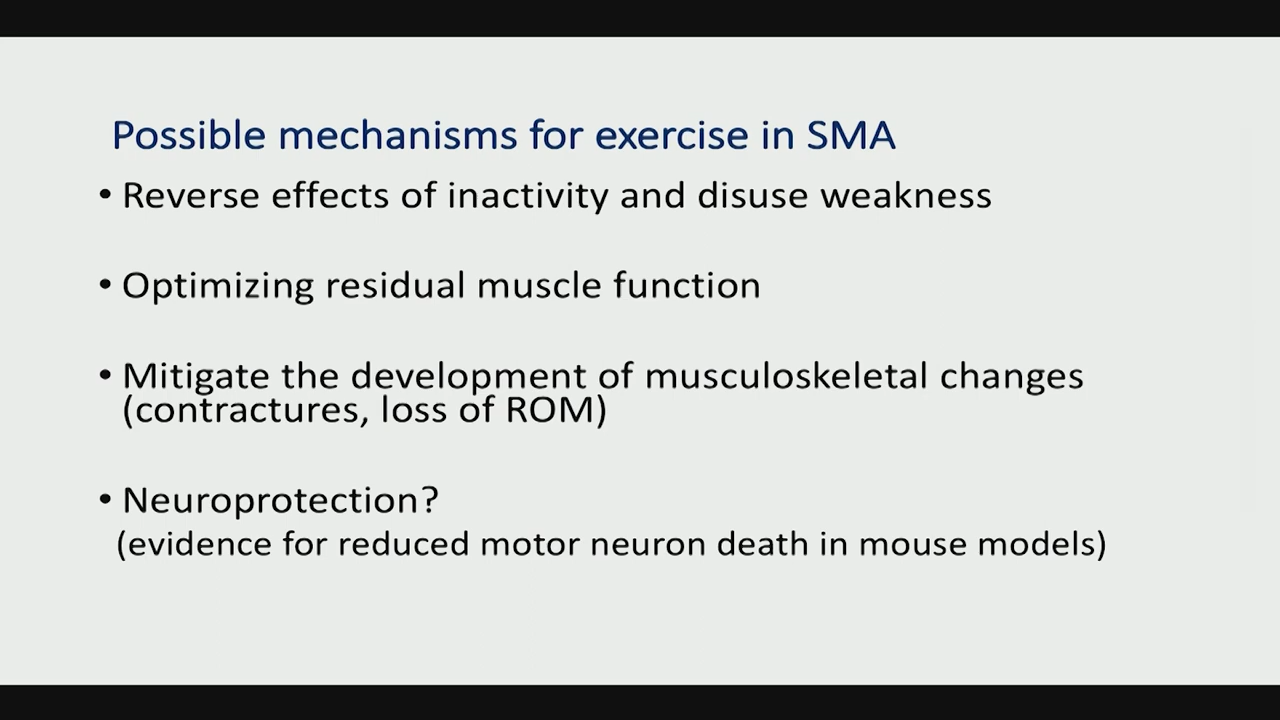 Possible mechanisms for exercise in SMA
• Reverse effects of inactivity and disuse weakness
• Optimizing residual muscle function
• Mitigate the development of musculoskeletal changes
(contractures, loss of ROM)
• Neuroprotection?
(evidence for reduced motor neuron death in mouse models)